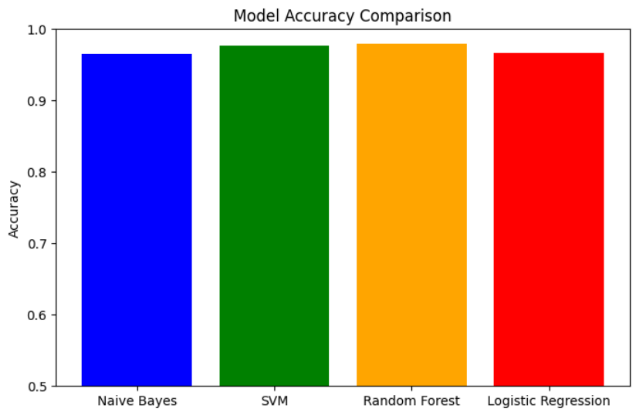 Model Accuracy Comparison
Accuracy
1.0
0.9
0.8
0.7
0.6
0.5
Naive Bayes
SVM
Random Forest
Logistic Regression